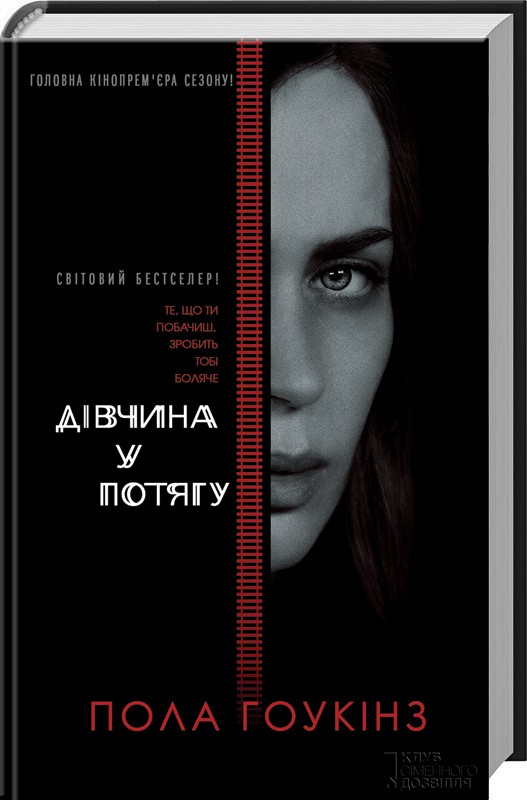 ГОЛОВНА КІНОПРЕМ'ЄРА СЕЗОНУ!
СВІТОВИЙ БЕСТСЕЛЕР!
ТЕ, ЩО ТИ
ПОБАЧИШ,
ЗРОБИТЬ
ТОБІ
БОЛЯЧЕ
ДІВЧИНА
У
ПОТЯГУ
ПОЛА ГОУКІНЗ
КЛУБ
СІМЕЙНОГО
ДОЗВІЛЛЯ